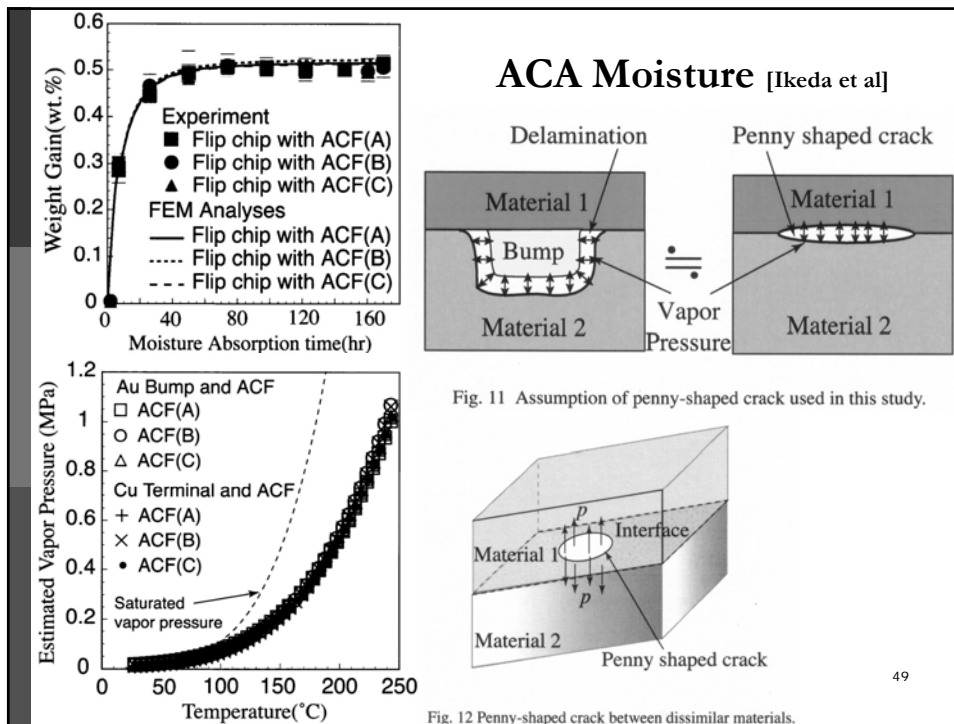 ACA Moisture [Ikeda et al]
0.6
0.5
0.4
0.3
0.2
0.1
0
Weight Gain(wt.%)
Experiment
Flip chip with ACF(A)
Flip chip with ACF(B)
Flip chip with ACF(C)
FEM Analyses
Flip chip with ACF(A)
Flip chip with ACF(B)
Flip chip with ACF(C)
0 40 80 120 160
Moisture Absorption time(hr)
Delamination
Penny shaped crack
Material 1
Bump
Material 2
≒
Material 1
Material 2
Vapor
Pressure
Fig. 11 Assumption of penny-shaped crack used in this study.
1.2
1
0.8
0.6
0.4
0.2
0
Estimated Vapor Pressure (MPa)
Au Bump and ACF
ACF(A)
ACF(B)
ACF(C)
Cu Terminal and ACF
ACF(A)
ACF(B)
ACF(C)
Saturated
vapor pressure
0 50 100 150 200 250
Temperature(°C)
p
Interface
Material 1
p
Material 2
Penny shaped crack
Fig. 12 Penny-shaped crack between dissimilar materials.
49